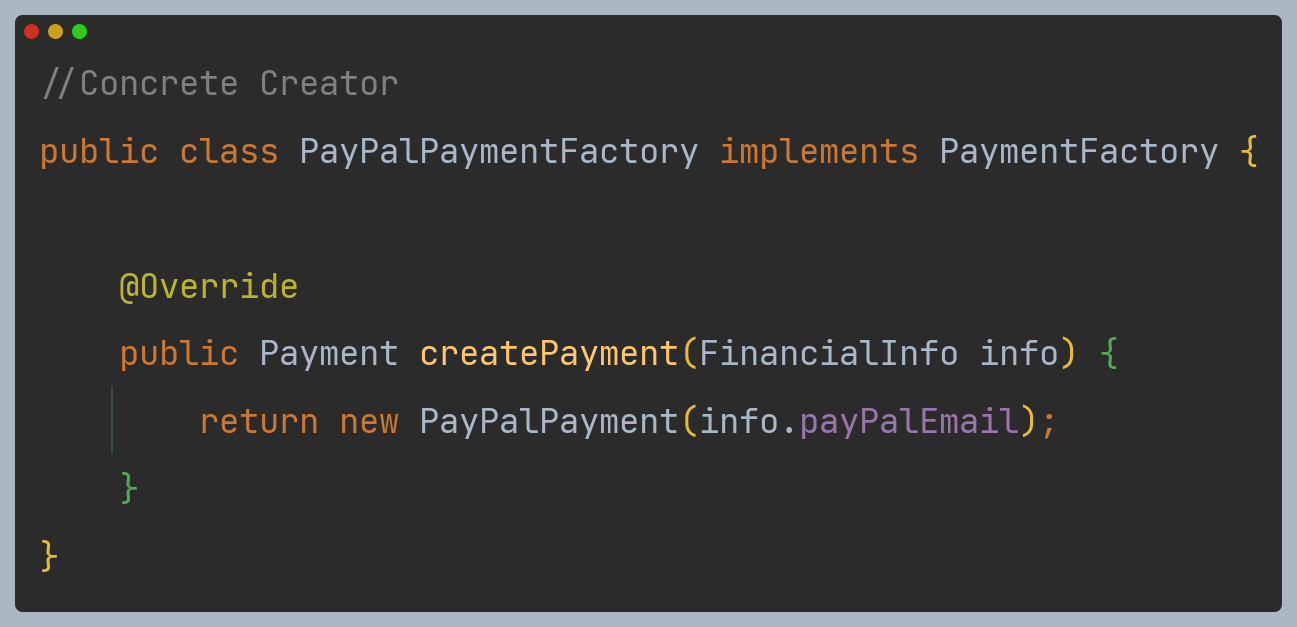 //Concrete Creator
public class PayPalPaymentFactory implements PaymentFactory {
@Override
public Payment createPayment(FinancialInfo info) {
return new PayPalPayment(info.payPalEmail);
}
}